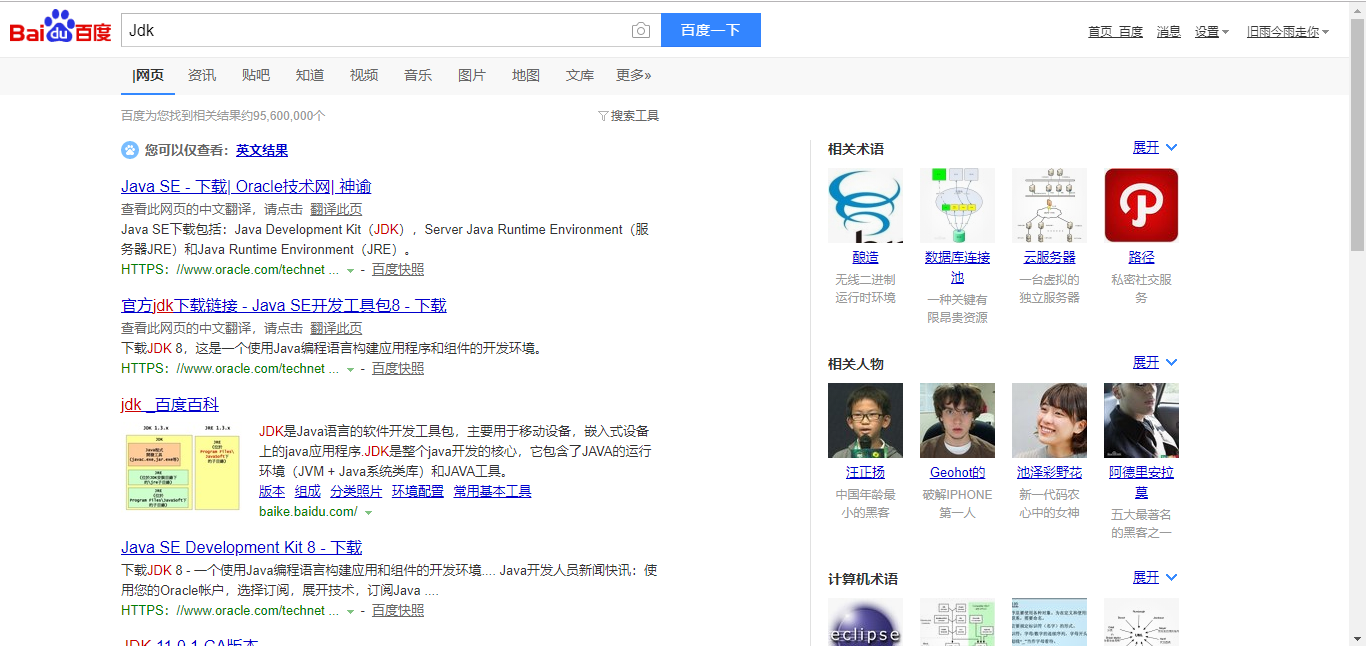 Bai du 百度
Jdk
百度一下
首页_百度 消息 设置 旧雨今雨走你
网页 资讯 贴吧 知道 视频 音乐 图片 地图 文库 更多»
百度为您找到相关结果约95,600,000个
搜索工具
您可以仅查看：英文结果
Java SE - 下载| Oracle技术网| 神谕
查看此网页的中文翻译，请点击 翻译此页
Java SE下载包括：Java Development Kit（JDK），Server Java Runtime Environment（服
务器JRE）和Java Runtime Environment（JRE）。
HTTPS：//www.oracle.com/technet ... - 百度快照
官方jdk下载链接 - Java SE开发工具包8 - 下载
查看此网页的中文翻译，请点击 翻译此页
下载JDK 8，这是一个使用Java编程语言构建应用程序和组件的开发环境。
HTTPS：//www.oracle.com/technet ... - 百度快照
jdk _百度百科
JDK 1.3.x JRE 1.3.x
JDK是Java语言的软件开发工具包，主要用于移动设备，嵌入式设备
上的java应用程序.JDK是整个java开发的核心，它包含了JAVA的运行
环境（JVM + Java系统类库）和JAVA工具。
版本 组成 分类照片 环境配置 常用基本工具
baike.baidu.com/
Java SE Development Kit 8 - 下载
下载JDK 8 - 一个使用Java编程语言构建应用和组件的开发环境.... Java开发人员新闻快讯：使
用您的Oracle帐户，选择订阅，展开技术，订阅Java ....
HTTPS：//www.oracle.com/technet ... - 百度快照
JDK 11.0.1 GA版本
相关术语 展开
酿造 数据库连接 云服务器 路径
池
无线二进制 一台虚拟的 私密社交服
运行时环境 独立服务器 务
一种关键有
限昂贵资源
相关人物 展开
汪正扬 Geohot的 池泽彩野花 阿德里安拉
莫
中国年龄最 破解IPHONE 新一代码农
小的黑客 第一人 心中的女神
五大最著名
的黑客之一
计算机术语 展开
eclipse